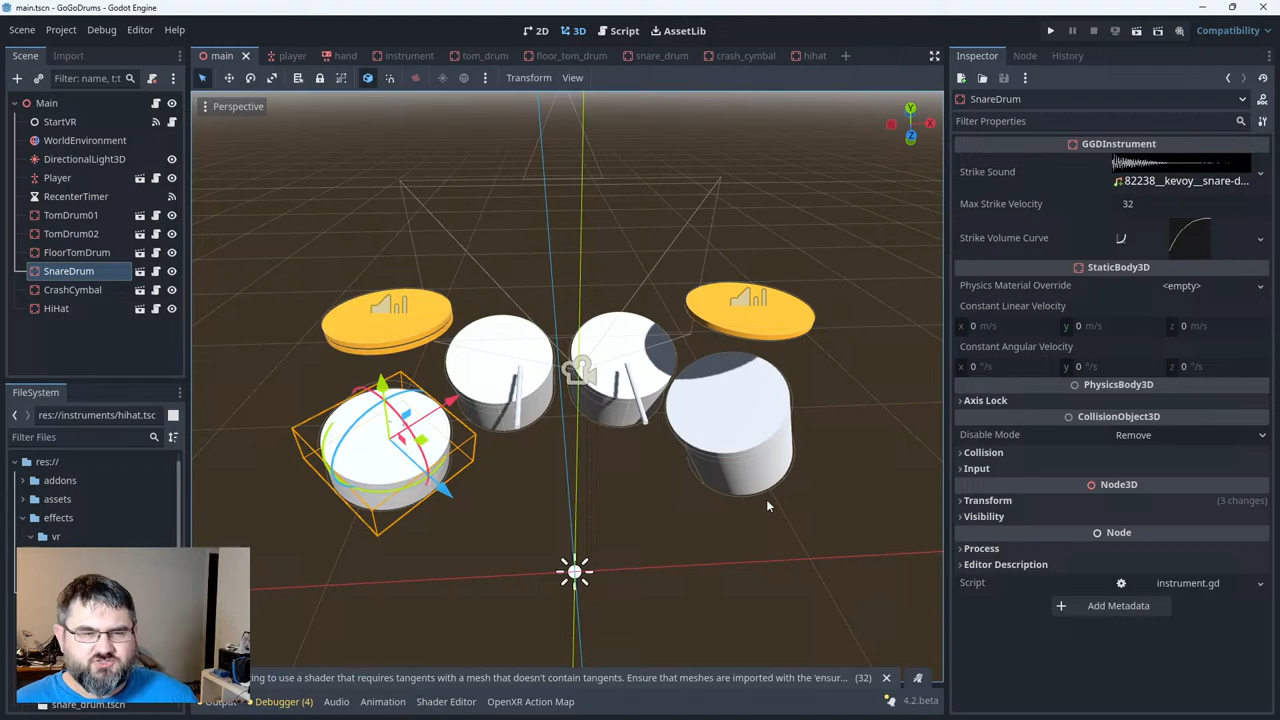 main.tscn - GoGoDrums - Godot Engine
Scene Project Debug Editor Help
2D 3D Script AssetLib
Compatibility
Scene Import
main player hand instrument tom_drum floor_tom_drum snare_drum crash_cymbal hihat
Inspector Node History
Filter: name, t:t
Transform View
Perspective
Y
X
Z
Main
StartVR
WorldEnvironment
DirectionalLight3D
Player
RecenterTimer
TomDrum01
TomDrum02
FloorTomDrum
SnareDrum
CrashCymbal
HiHat
FileSystem
res://instruments/hihat.tsc
Filter Files
res://
addons
assets
effects
vr
snare_drum.tscn
SnareDrum
Filter Properties
GGDInstrument
Strike Sound
82238__kevoy__snare-d...
Max Strike Velocity 32
Strike Volume Curve
StaticBody3D
Physics Material Override <empty>
Constant Linear Velocity
x 0 m/s y 0 m/s z 0 m/s
Constant Angular Velocity
x 0 °/s y 0 °/s z 0 °/s
PhysicsBody3D
Axis Lock
CollisionObject3D
Disable Mode Remove
Collision
Input
Node3D
Transform (3 changes)
Visibility
Node
Process
Editor Description
Script instrument.gd
Add Metadata
ing to use a shader that requires tangents with a mesh that doesn't contain tangents. Ensure that meshes are imported with the 'ensur... (32)
Debugger (4) Audio Animation Shader Editor OpenXR Action Map
4.2.beta